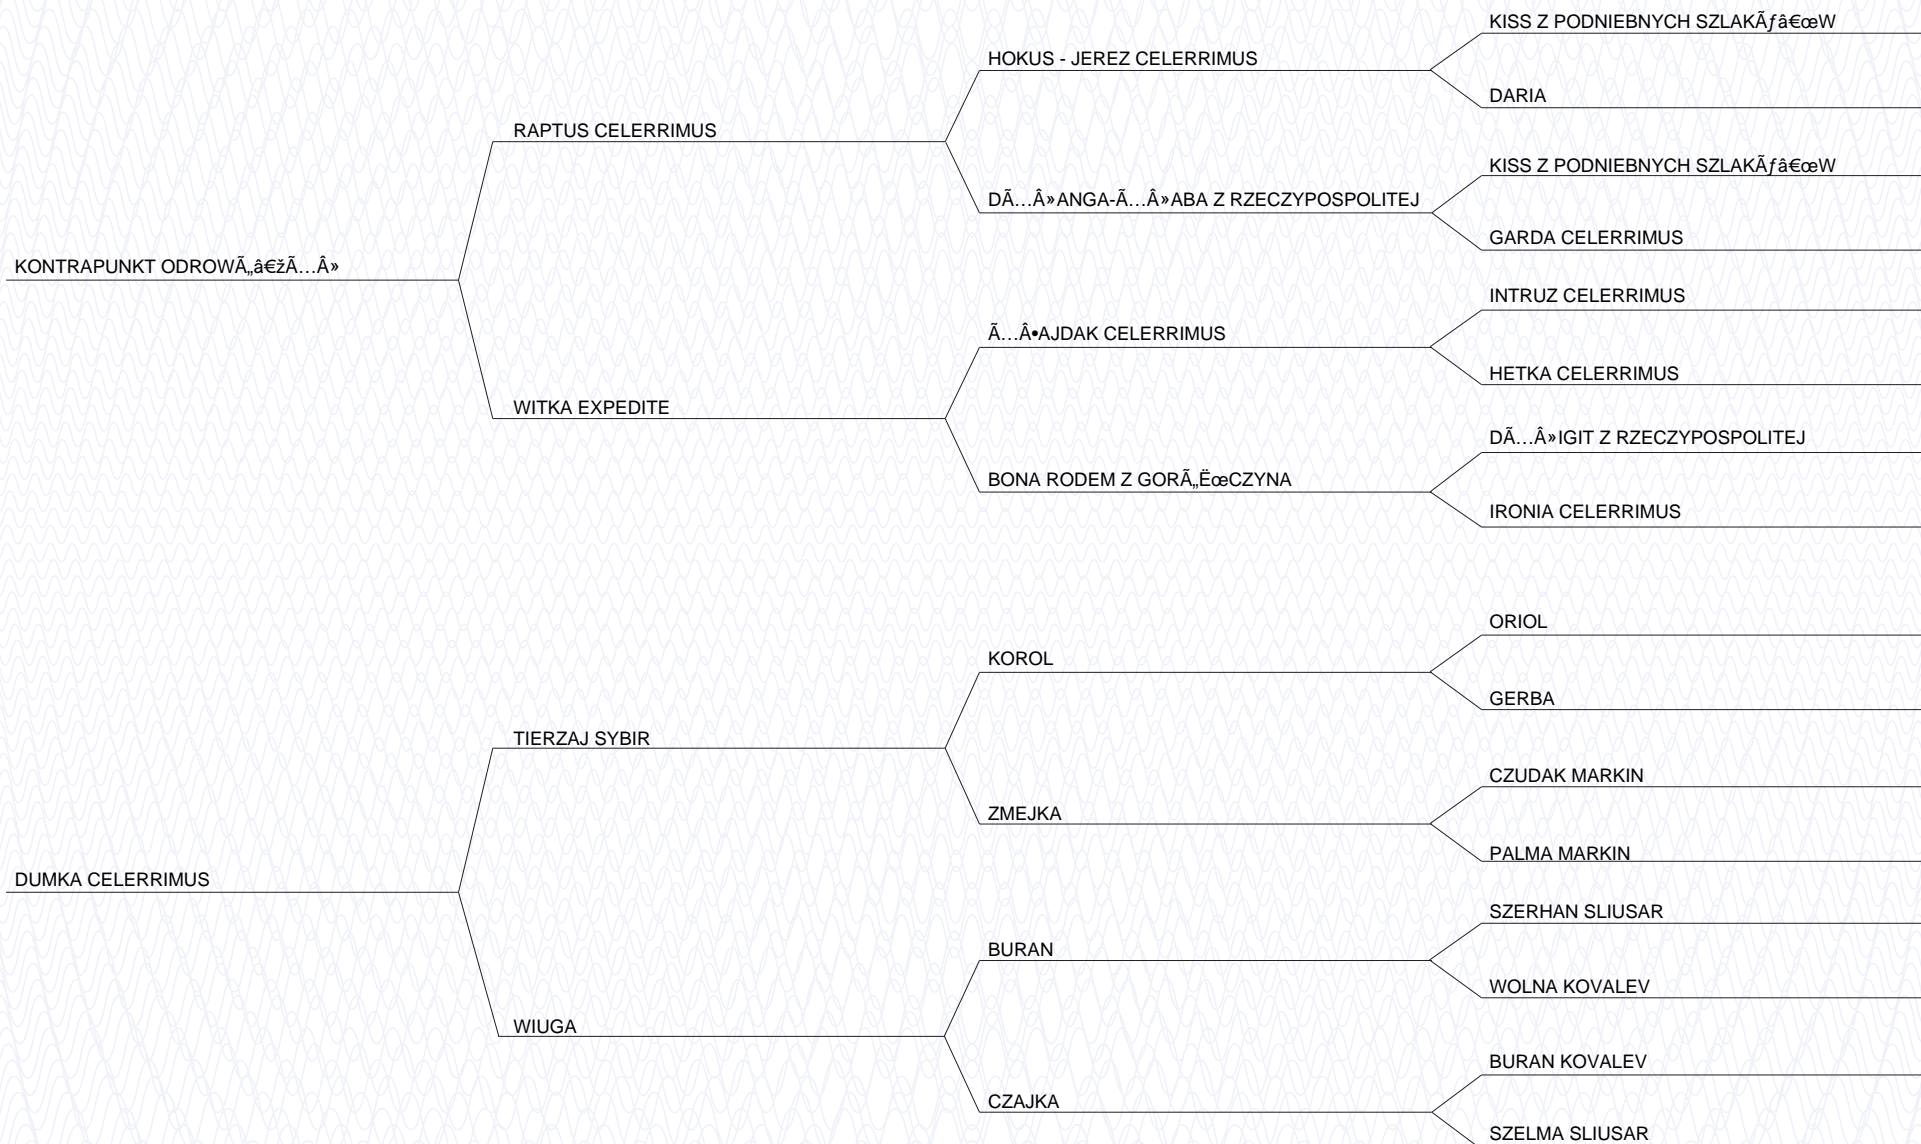 KISS Z PODNIEBNYCH SZLAKÃƒâ€œW
HOKUS - JEREZ CELERRIMUS
DARIA
RAPTUS CELERRIMUS
KISS Z PODNIEBNYCH SZLAKÃƒâ€œW
DÃ…Â»ANGA-Ã…Â»ABA Z RZECZYPOSPOLITEJ
GARDA CELERRIMUS
KONTRAPUNKT ODROWÃ„â€žÃ…Â»
INTRUZ CELERRIMUS
Ã…Â•AJDAK CELERRIMUS
HETKA CELERRIMUS
WITKA EXPEDITE
DÃ…Â»IGIT Z RZECZYPOSPOLITEJ
BONA RODEM Z GORÃ„ËœCZYNA
IRONIA CELERRIMUS
ORIOL
KOROL
GERBA
TIERZAJ SYBIR
CZUDAK MARKIN
ZMEJKA
PALMA MARKIN
DUMKA CELERRIMUS
SZERHAN SLIUSAR
BURAN
WOLNA KOVALEV
WIUGA
BURAN KOVALEV
CZAJKA
SZELMA SLIUSAR